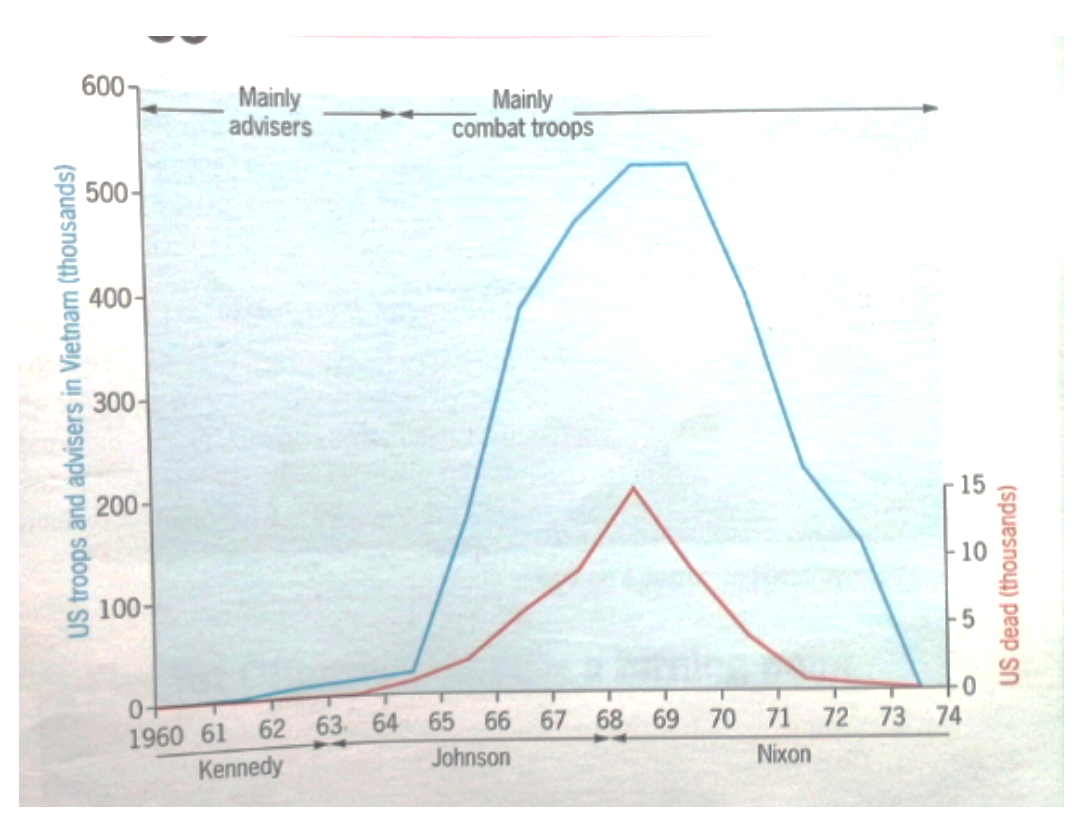 600
Mainly
advisers
Mainly
combat troops
500
400
300
200
100
0
US troops and advisers in Vietnam (thousands)
15
10
5
0
US dead (thousands)
1960 61 62 63 64 65 66 67 68 69 70 71 72 73 74
Kennedy
Johnson
Nixon